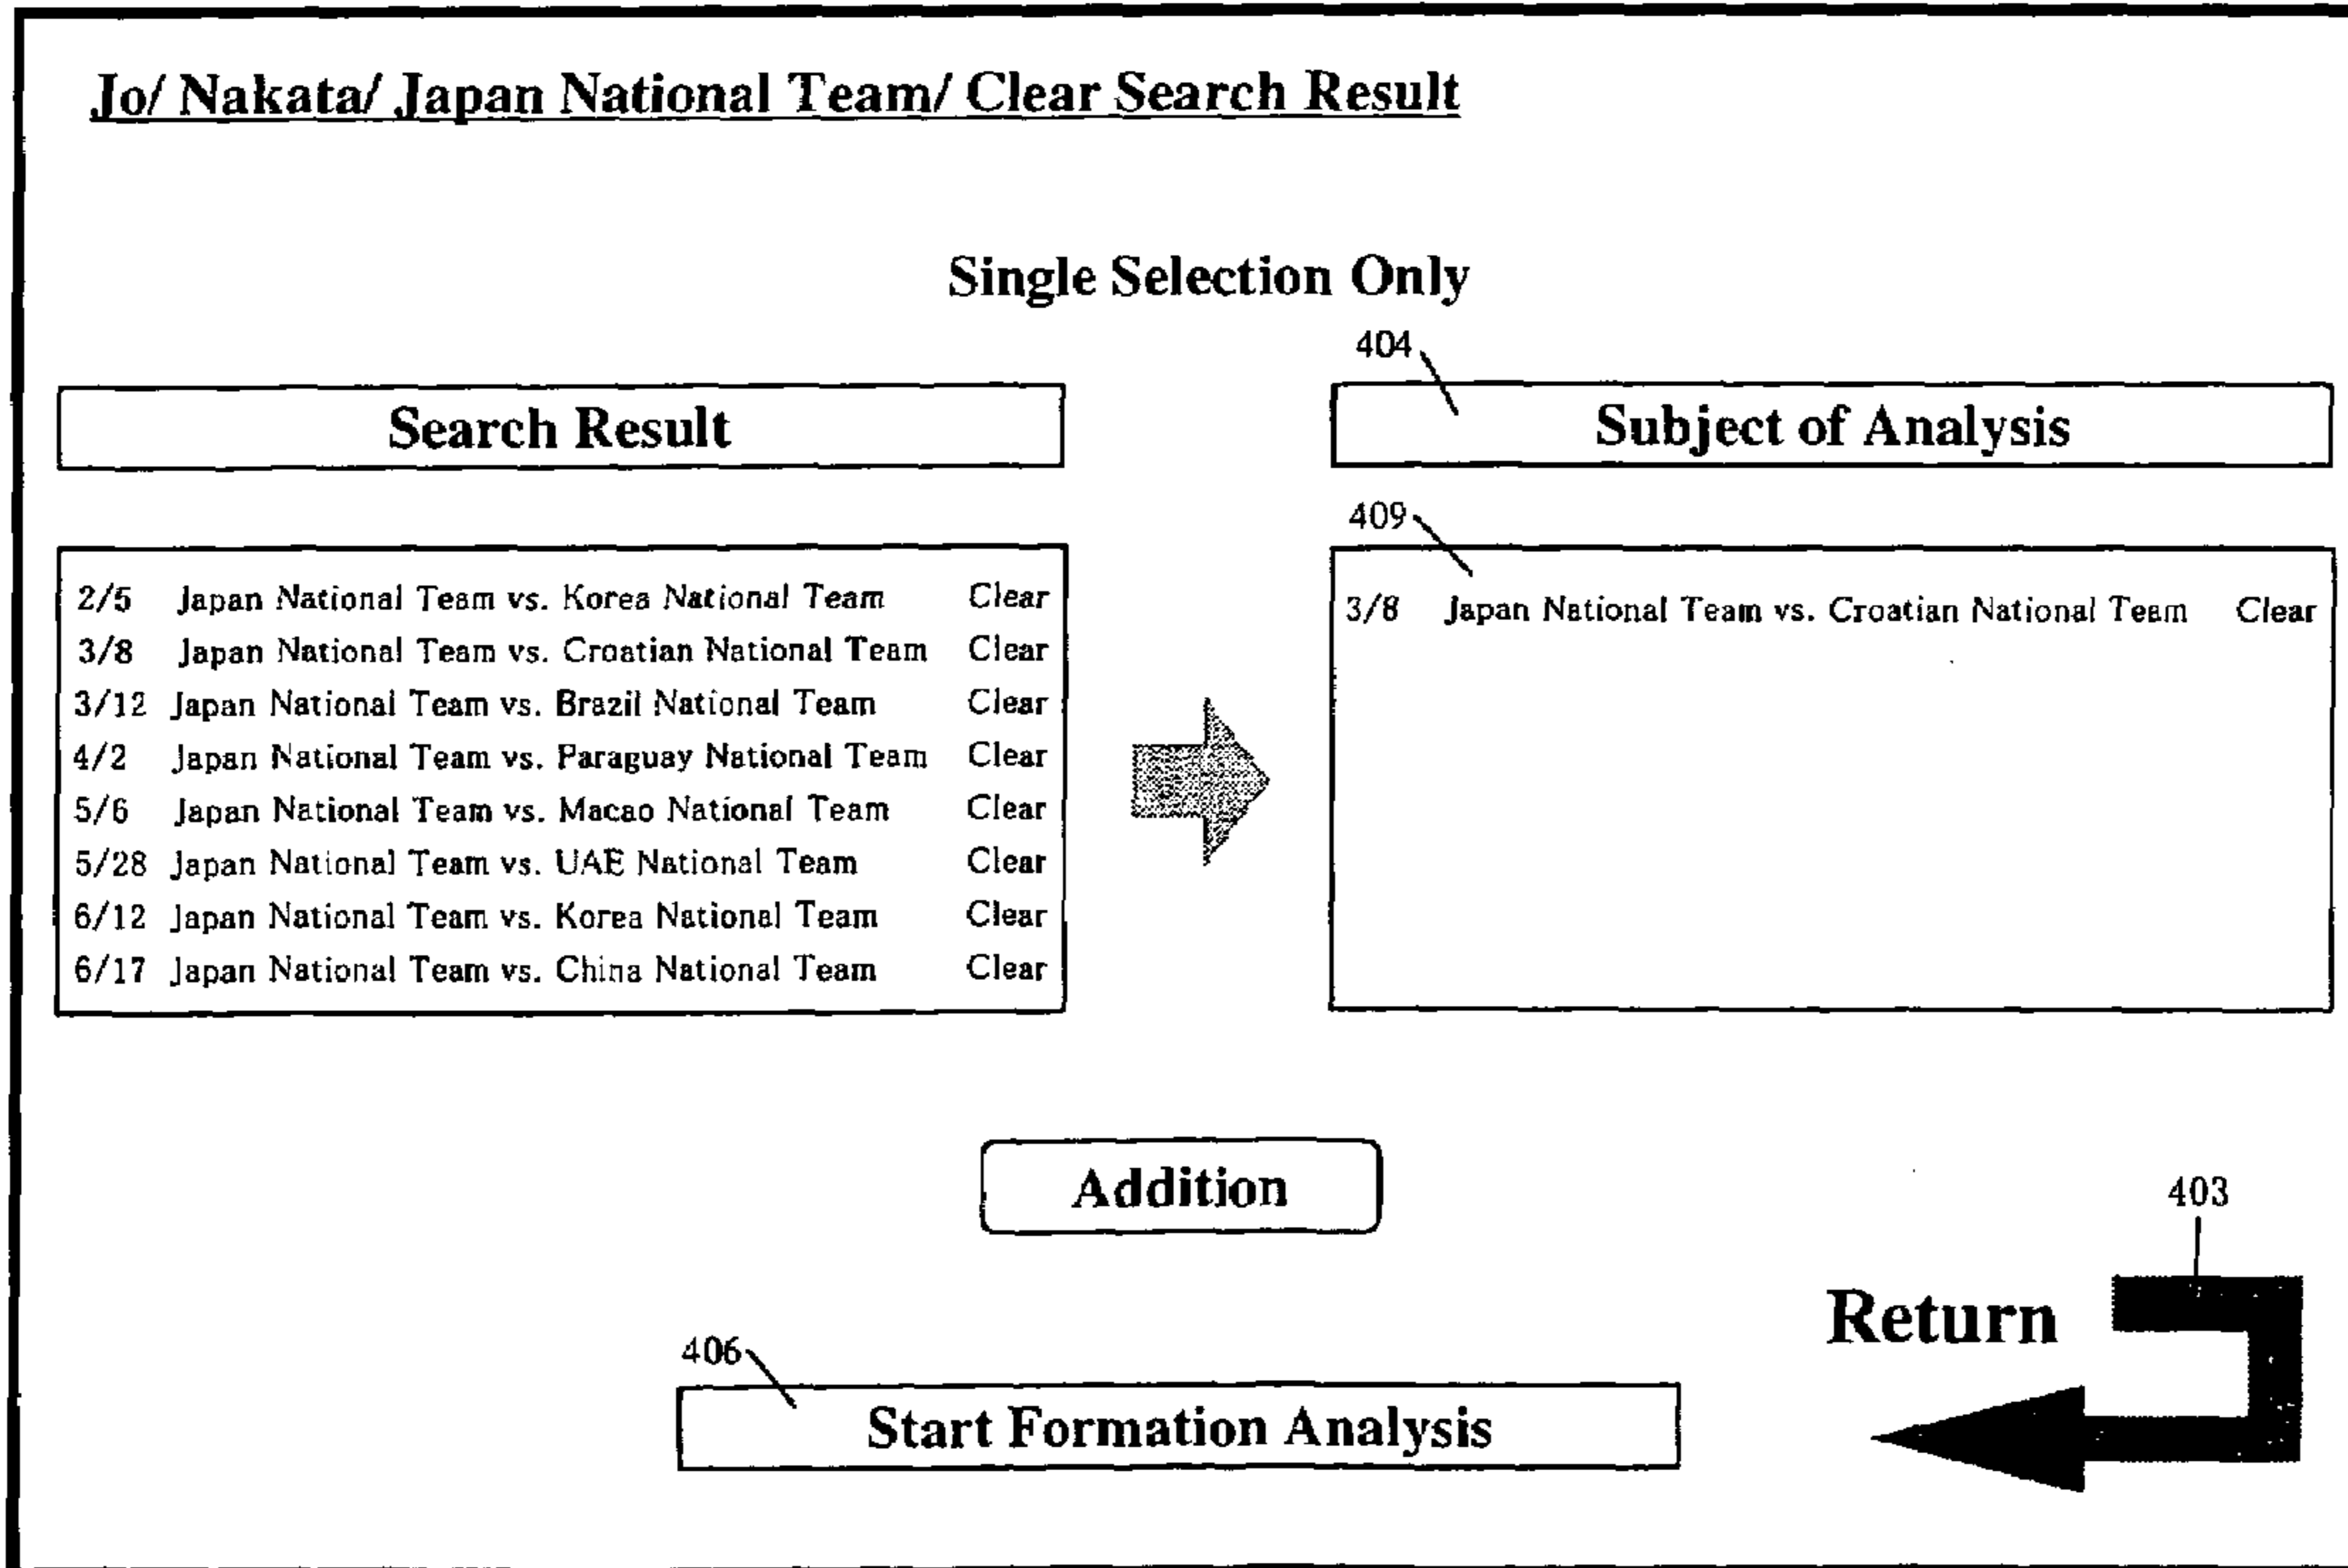 Jo/ Nakata/ Japan National Team/ Clear Search Result
Single Selection Only
404
Search Result
Subject of Analysis
409
2/5 Japan National Team vs. Korea National Team Clear
3/8 Japan National Team vs. Croatian National Team Clear
3/12 Japan National Team vs. Brazil National Team Clear
4/2 Japan National Team vs. Paraguay National Team Clear
5/6 Japan National Team vs. Macao National Team Clear
5/28 Japan National Team vs. UAE National Team Clear
6/12 Japan National Team vs. Korea National Team Clear
6/17 Japan National Team vs. China National Team Clear
3/8 Japan National Team vs. Croatian National Team Clear
Addition
403
Return
406
Start Formation Analysis